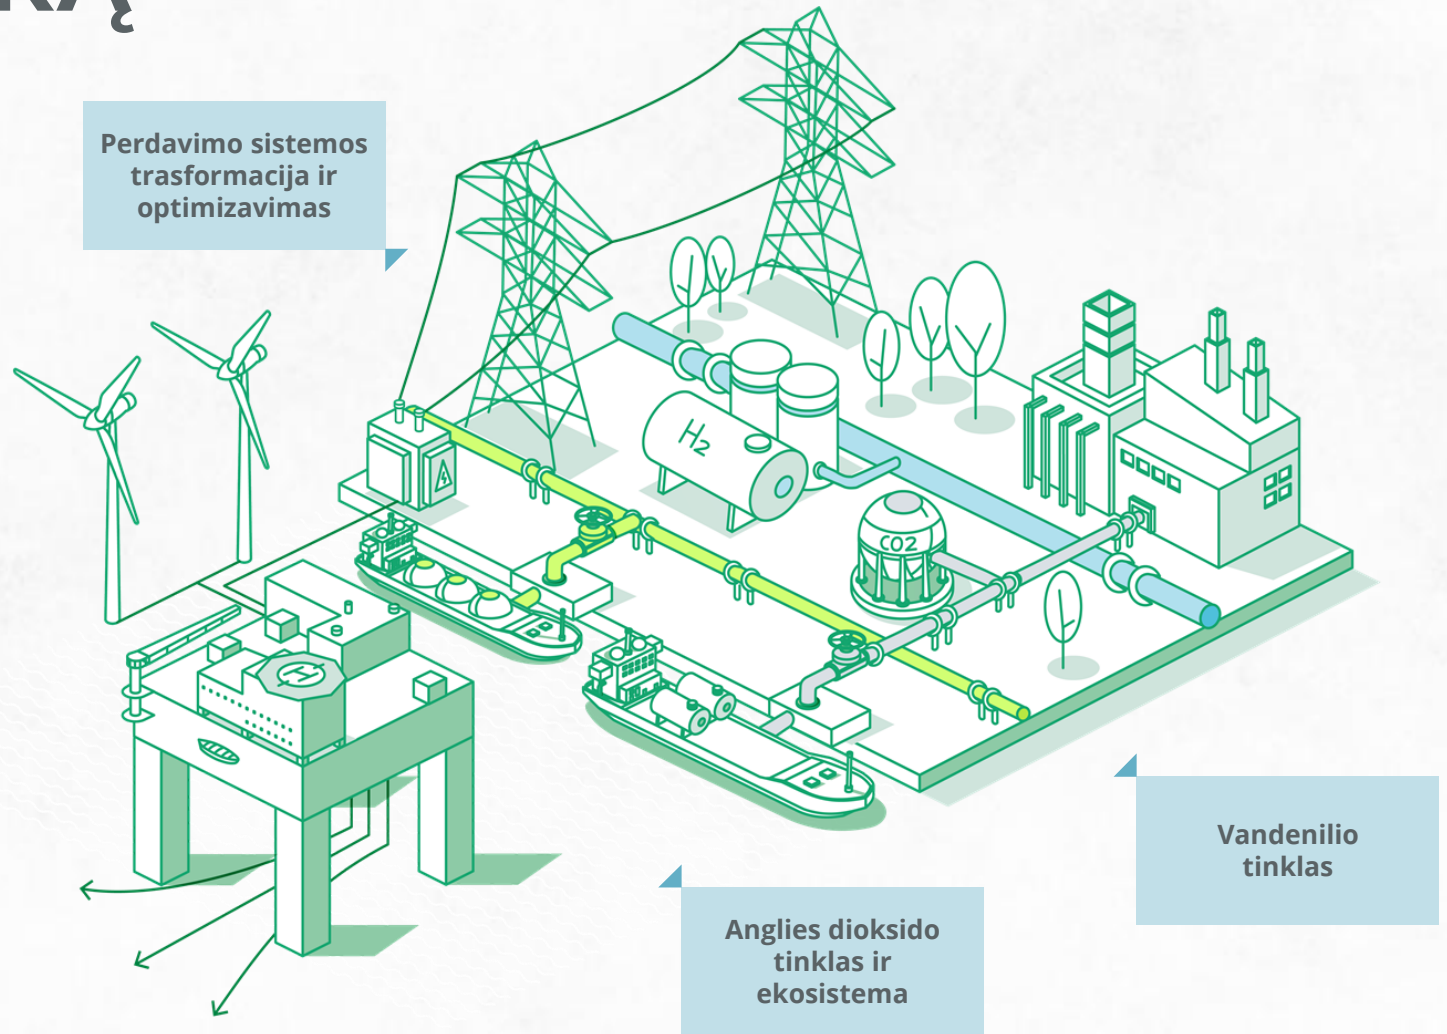 Perdavimo sistemos
trasformacija ir
optimizavimas
H2
CO2
H
Vandenilio
tinklas
Anglies dioksido
tinklas ir
ekosistema